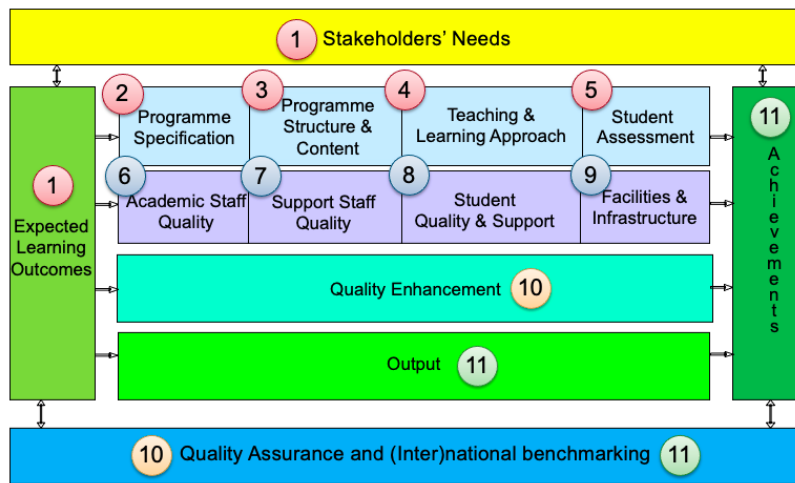 1 Stakeholders' Needs
2 3 4 5
Programme Specification
Programme Structure & Content
Teaching & Learning Approach
Student Assessment
11
Achievements
1
Expected
Learning
Outcomes
6 7 8 9
Academic Staff
Quality
Support Staff
Quality
Student
Quality & Support
Facilities &
Infrastructure
Quality Enhancement 10
Output 11
10 Quality Assurance and (Inter)national benchmarking 11